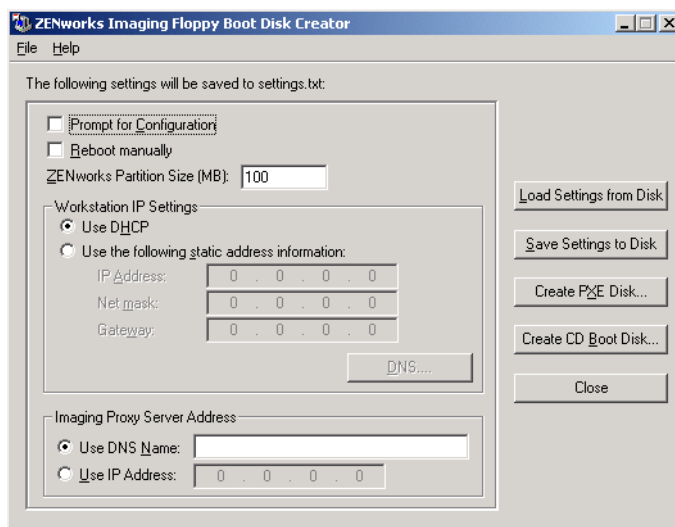 ZENworks Imaging Floppy Boot Disk Creator
File Help
The following settings will be saved to settings.txt:
Prompt for Configuration
Reboot manually
ZENworks Partition Size (MB): 100
Workstation IP Settings
Use DHCP
Use the following static address information:
IP Address: 0 . 0 . 0 . 0
Net mask: 0 . 0 . 0 . 0
Gateway: 0 . 0 . 0 . 0
DNS....
Imaging Proxy Server Address
Use DNS Name:
Use IP Address: 0 . 0 . 0 . 0
Load Settings from Disk
Save Settings to Disk
Create PXE Disk...
Create CD Boot Disk...
Close